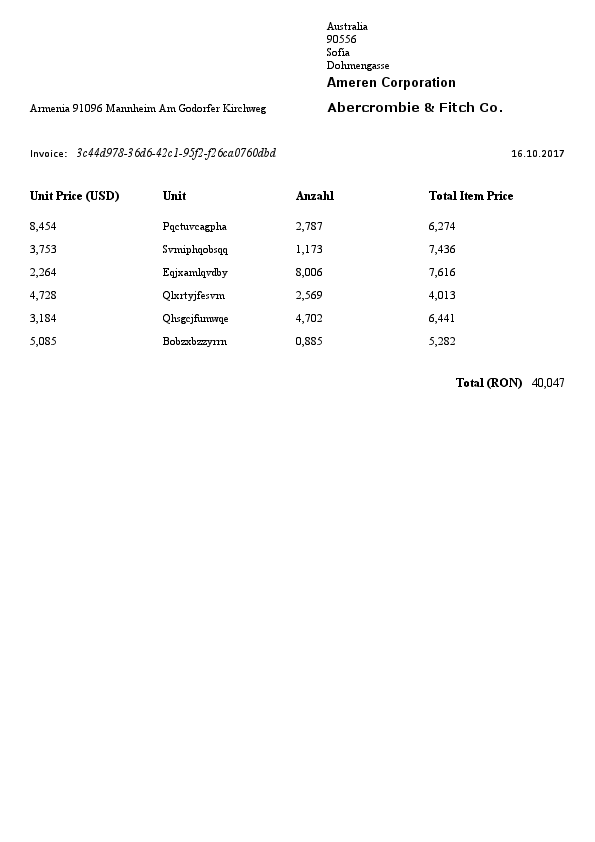 Australia
90556
Sofia
Dohmengasse
Ameren Corporation
Armenia 91096 Mannheim Am Godorfer Kirchweg Abercrombie & Fitch Co.
Invoice: 3c44d978-36d6-42c1-95f2-f26ca0760dbd 16.10.2017
Unit Price (USD) Unit Anzahl Total Item Price
8,454 Pqctuvcagpha 2,787 6,274
3,753 Svmiphqobsqq 1,173 7,436
2,264 Eqjxamlqvdby 8,006 7,616
4,728 Qlxrtyjfesvm 2,569 4,013
3,184 Qhsgcjfumwqe 4,702 6,441
5,085 Bobzxbzzyrrn 0,885 5,282
Total (RON) 40,047